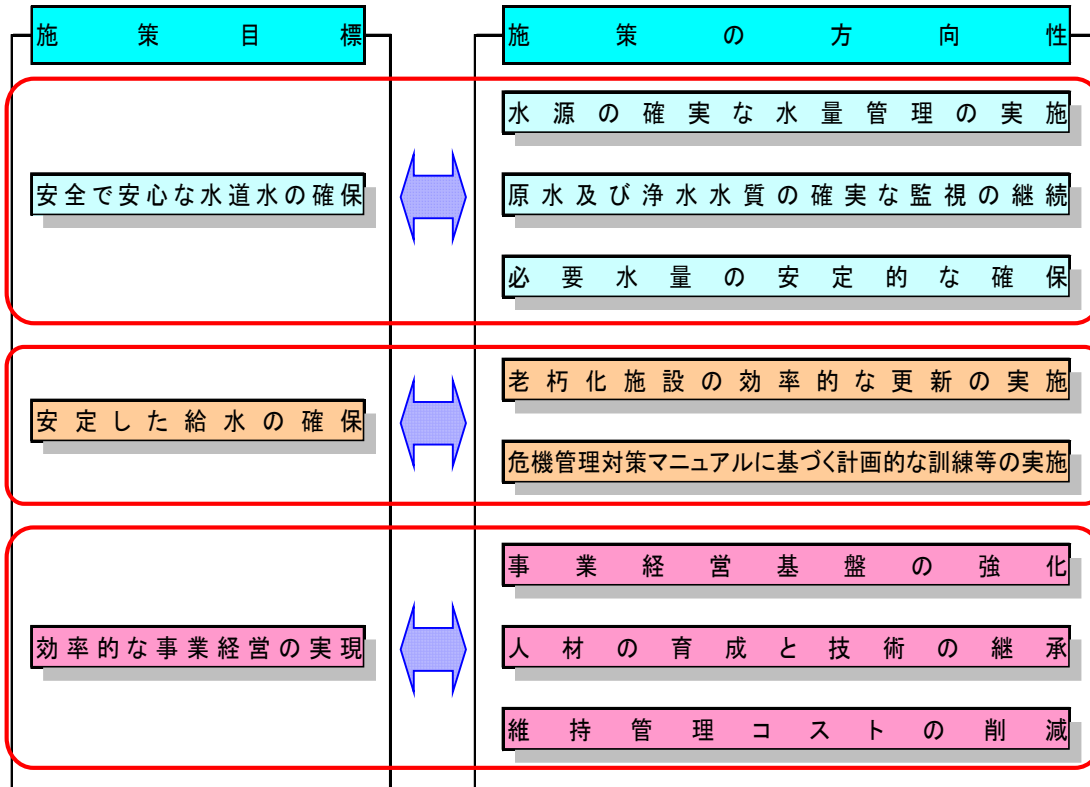 施策目標
施策の方向性
安全で安心な水道水の確保
水源の確実な水量管理の実施
原水及び浄水水質の確実な監視の継続
必要水量の安定的な確保
安定した給水の確保
老朽化施設の効率的な更新の実施
危機管理対策マニュアルに基づく計画的な訓練等の実施
効率的な事業経営の実現
事業経営基盤の強化
人材の育成と技術の継承
維持管理コストの削減